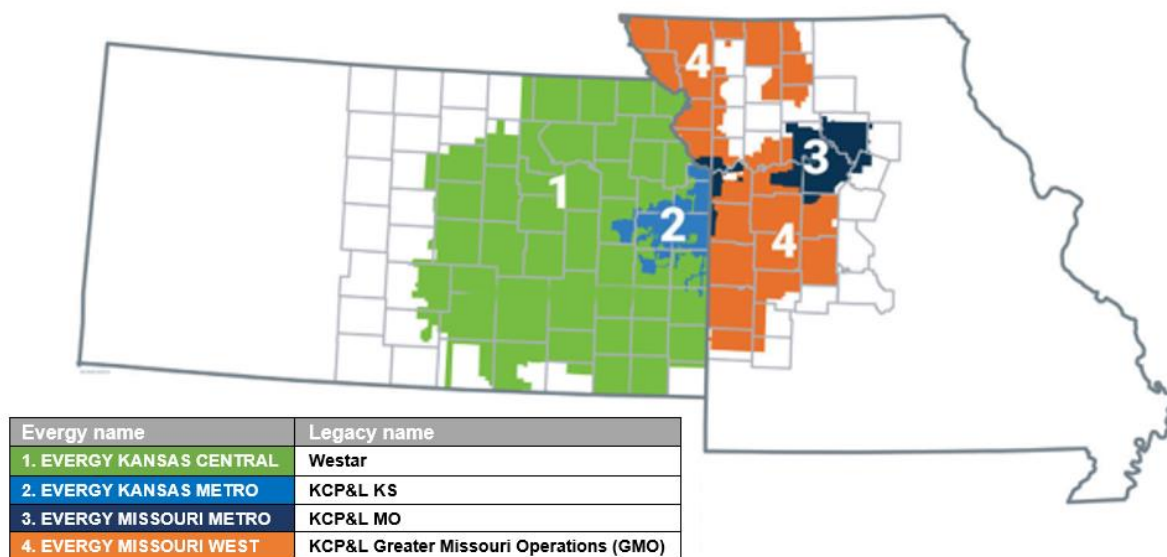 4
3
1
2
4
Evergy name Legacy name
1. EVERGY KANSAS CENTRAL Westar
2. EVERGY KANSAS METRO KCP&L KS
3. EVERGY MISSOURI METRO KCP&L MO
4. EVERGY MISSOURI WEST KCP&L Greater Missouri Operations (GMO)